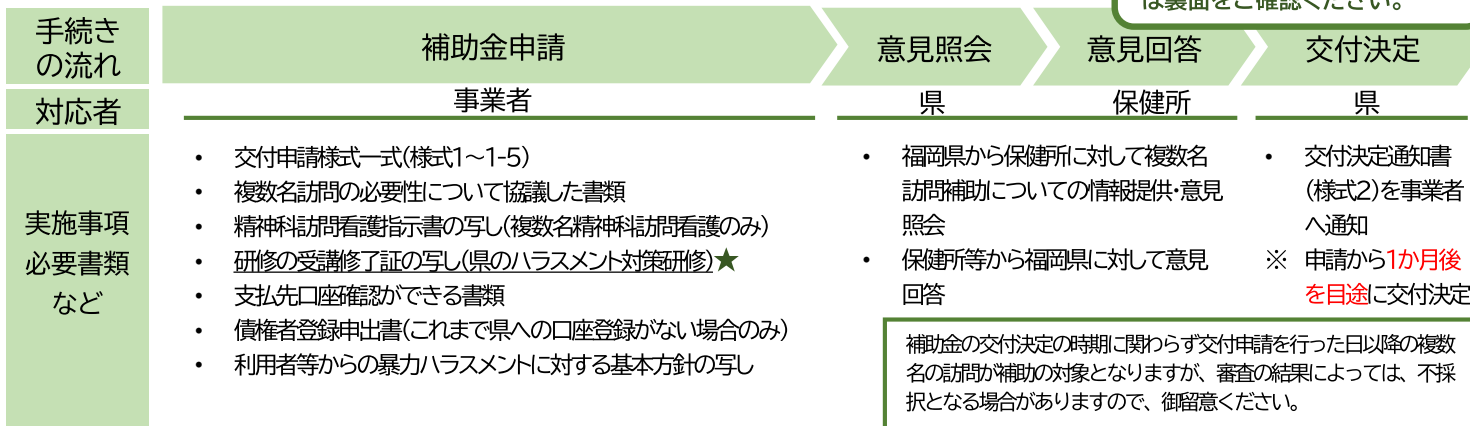 は裏面をご確認ください。
手続き
の流れ
補助金申請
意見照会
意見回答
交付決定
対応者
事業者
県
保健所
県
実施事項
必要書類
など
• 交付申請様式一式(様式1～1-5)
• 複数名訪問の必要性について協議した書類
• 精神科訪問看護指示書の写し(複数名精神科訪問看護のみ)
• 研修の受講修了証の写し(県のハラスメント対策研修)★
• 支払先口座確認ができる書類
• 債権者登録申出書(これまで県への口座登録がない場合のみ)
• 利用者等からの暴力ハラスメントに対する基本方針の写し
• 福岡県から保健所に対して複数名
訪問補助についての情報提供・意見
照会
• 保健所等から福岡県に対して意見
回答
• 交付決定通知書
(様式2)を事業者
へ通知
※ 申請から1か月後
を目途に交付決定
補助金の交付決定の時期に関わらず交付申請を行った日以降の複数
名の訪問が補助の対象となりますが、審査の結果によっては、不採
択となる場合がありますので、御留意ください。